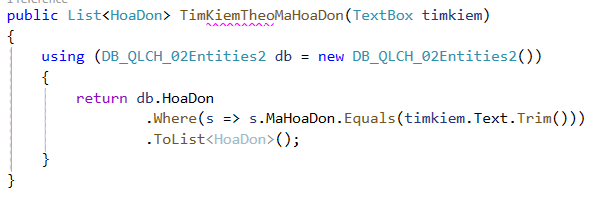 public List<HoaDon> TimKiemTheoMaHoaDon(TextBox timkiem)
{
    using (DB_QLCH_02Entities2 db = new DB_QLCH_02Entities2())
    {
        return db.HoaDon
                .Where(s => s.MaHoaDon.Equals(timkiem.Text.Trim()))
                .ToList<HoaDon>();
    }
}